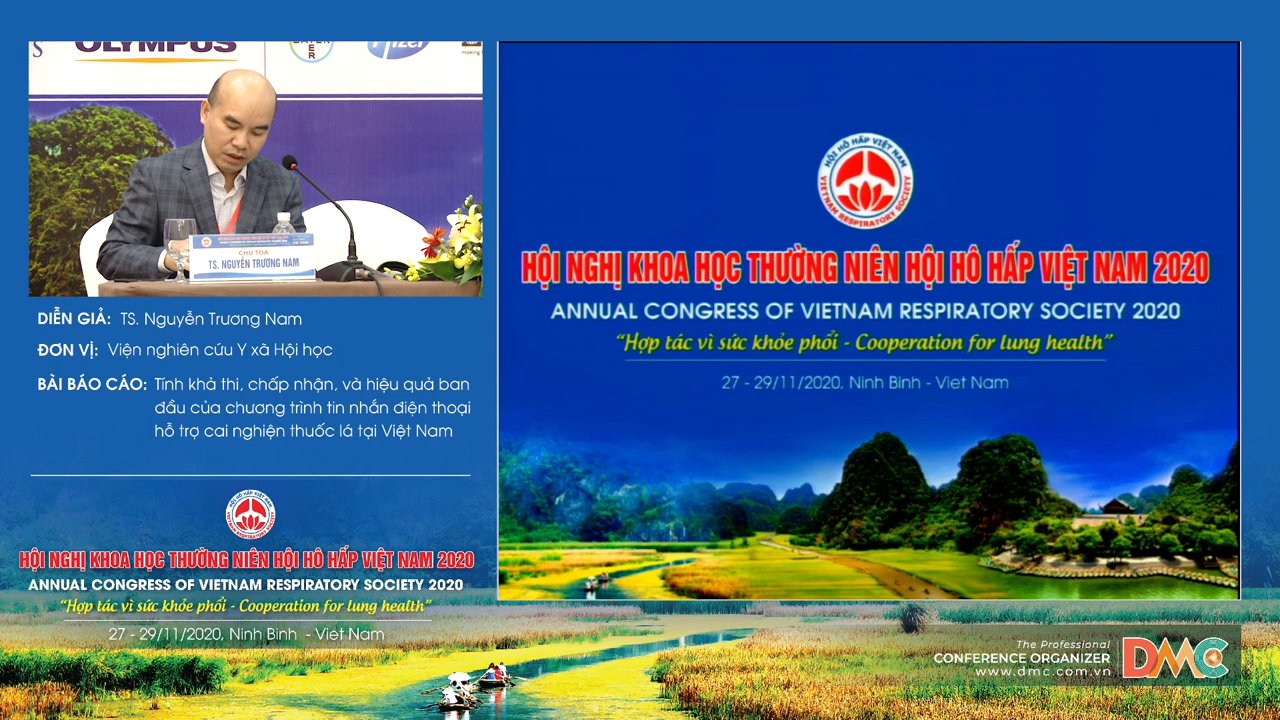 S OLYMPUS
BAYER
Pfizer
CHỦ TOẠ
TS. NGUYỄN TRƯƠNG NAM
DIỄN GIẢ: TS. Nguyễn Trương Nam
ĐƠN VỊ: Viện nghiên cứu Y xã Hội học
BÀI BÁO CÁO: Tính khả thi, chấp nhận, và hiệu quả ban
đầu của chương trình tin nhắn điện thoại
hỗ trợ cai nghiện thuốc lá tại Việt Nam
HỘI HÔ HẤP VIỆT NAM
VIETNAM RESPIRATORY SOCIETY
HỘI NGHỊ KHOA HỌC THƯỜNG NIÊN HỘI HÔ HẤP VIỆT NAM 2020
ANNUAL CONGRESS OF VIETNAM RESPIRATORY SOCIETY 2020
“Hợp tác vì sức khỏe phổi - Cooperation for lung health”
27 - 29/11/2020, Ninh Binh - Viet Nam
HỘI HÔ HẤP VIỆT NAM
VIETNAM RESPIRATORY SOCIETY
HỘI NGHỊ KHOA HỌC THƯỜNG NIÊN HỘI HÔ HẤP VIỆT NAM 2020
ANNUAL CONGRESS OF VIETNAM RESPIRATORY SOCIETY 2020
“Hợp tác vì sức khỏe phổi - Cooperation for lung health”
27 - 29/11/2020, Ninh Binh - Viet Nam
The Professional
CONFERENCE ORGANIZER
www.dmc.com.vn
DMC